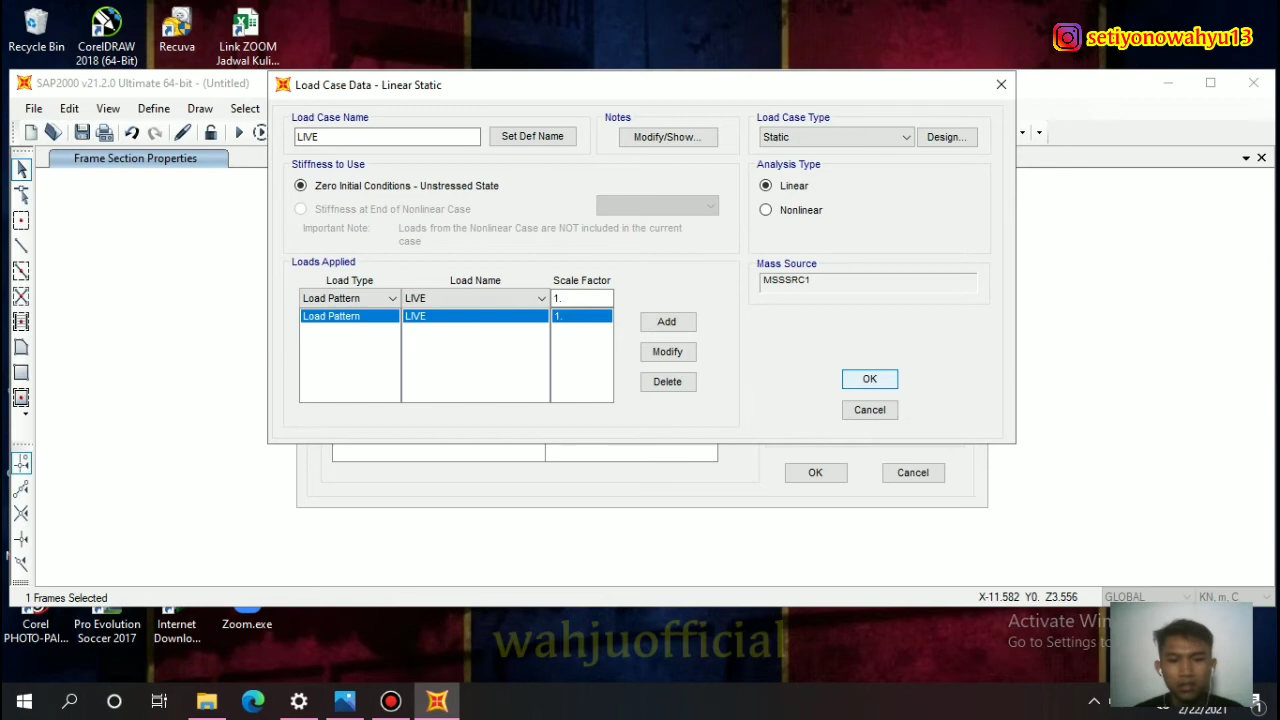 Recycle Bin
CorelDRAW
2018 (64-Bit)
Recuva
Link ZOOM
Jadwal Kuli...
setiyonowahyu13
SAP2000 v21.2.0 Ultimate 64-bit - (Untitled)
Load Case Data - Linear Static
File
Edit
View
Define
Draw
Select
Frame Section Properties
Load Case Name
LIVE
Set Def Name
Notes
Modify/Show...
Load Case Type
Static
Design...
Stiffness to Use
Zero Initial Conditions - Unstressed State
Stiffness at End of Nonlinear Case
Important Note:
Loads from the Nonlinear Case are NOT included in the current
case
Analysis Type
Linear
Nonlinear
Loads Applied
Load Type
Load Name
Scale Factor
Load Pattern
LIVE
1.
Load Pattern
LIVE
1.
Add
Modify
Delete
Mass Source
MSSSRC1
OK
Cancel
OK
Cancel
1 Frames Selected
X-11.582 Y0. Z3.556
GLOBAL
KN, m, C
Corel
PHOTO-PAI...
Pro Evolution
Soccer 2017
Internet
Downlo...
Zoom.exe
wahjuofficial
Activate Win
Go to Settings to
2/22/2021
1